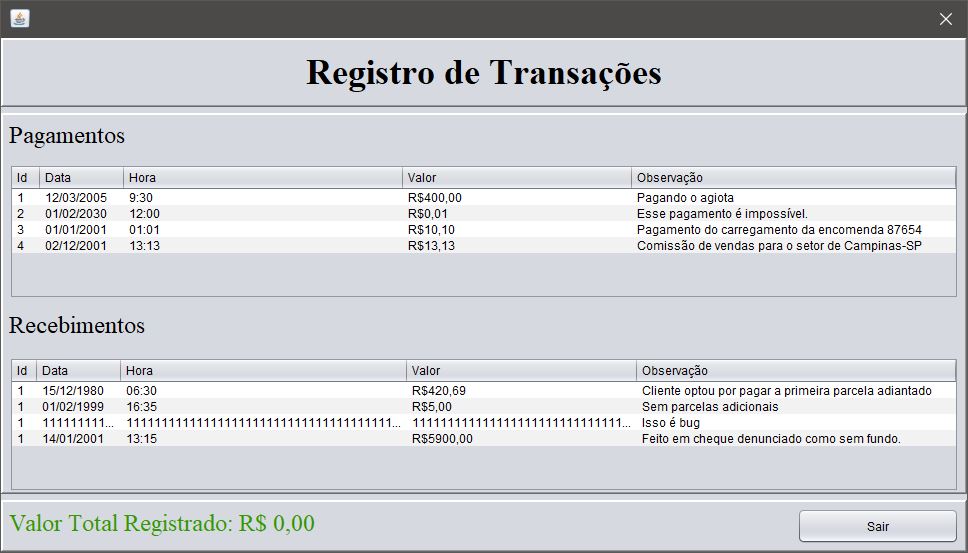 Registro de Transações
Pagamentos
Id Data Hora Valor Observação
1 12/03/2005 9:30 R$400,00 Pagando o agiota
2 01/02/2030 12:00 R$0,01 Esse pagamento é impossível.
3 01/01/2001 01:01 R$10,10 Pagamento do carregamento da encomenda 87654
4 02/12/2001 13:13 R$13,13 Comissão de vendas para o setor de Campinas-SP
Recebimentos
Id Data Hora Valor Observação
1 15/12/1980 06:30 R$420,69 Cliente optou por pagar a primeira parcela adiantado
1 01/02/1999 16:35 R$5,00 Sem parcelas adicionais
1 111111111... 11111111111111111111111111111111111111... 111111111111111111111111111111... Isso é bug
1 14/01/2001 13:15 R$5900,00 Feito em cheque denunciado como sem fundo.
Valor Total Registrado: R$ 0,00
Sair